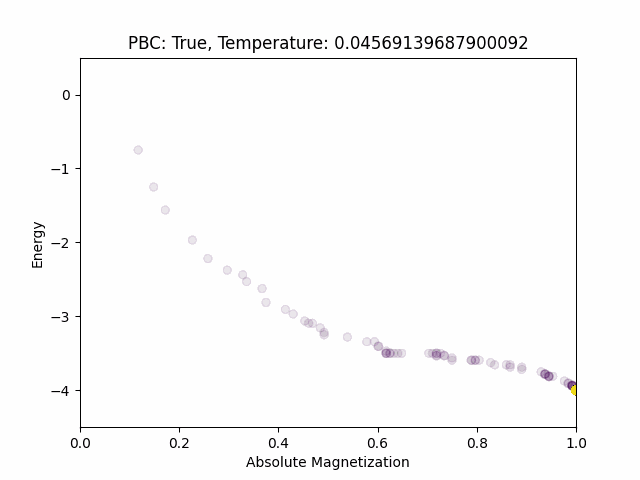 PBC: True, Temperature: 0.04569139687900092
0
−1
−2
−3
−4
Energy
0.0 0.2 0.4 0.6 0.8 1.0
Absolute Magnetization